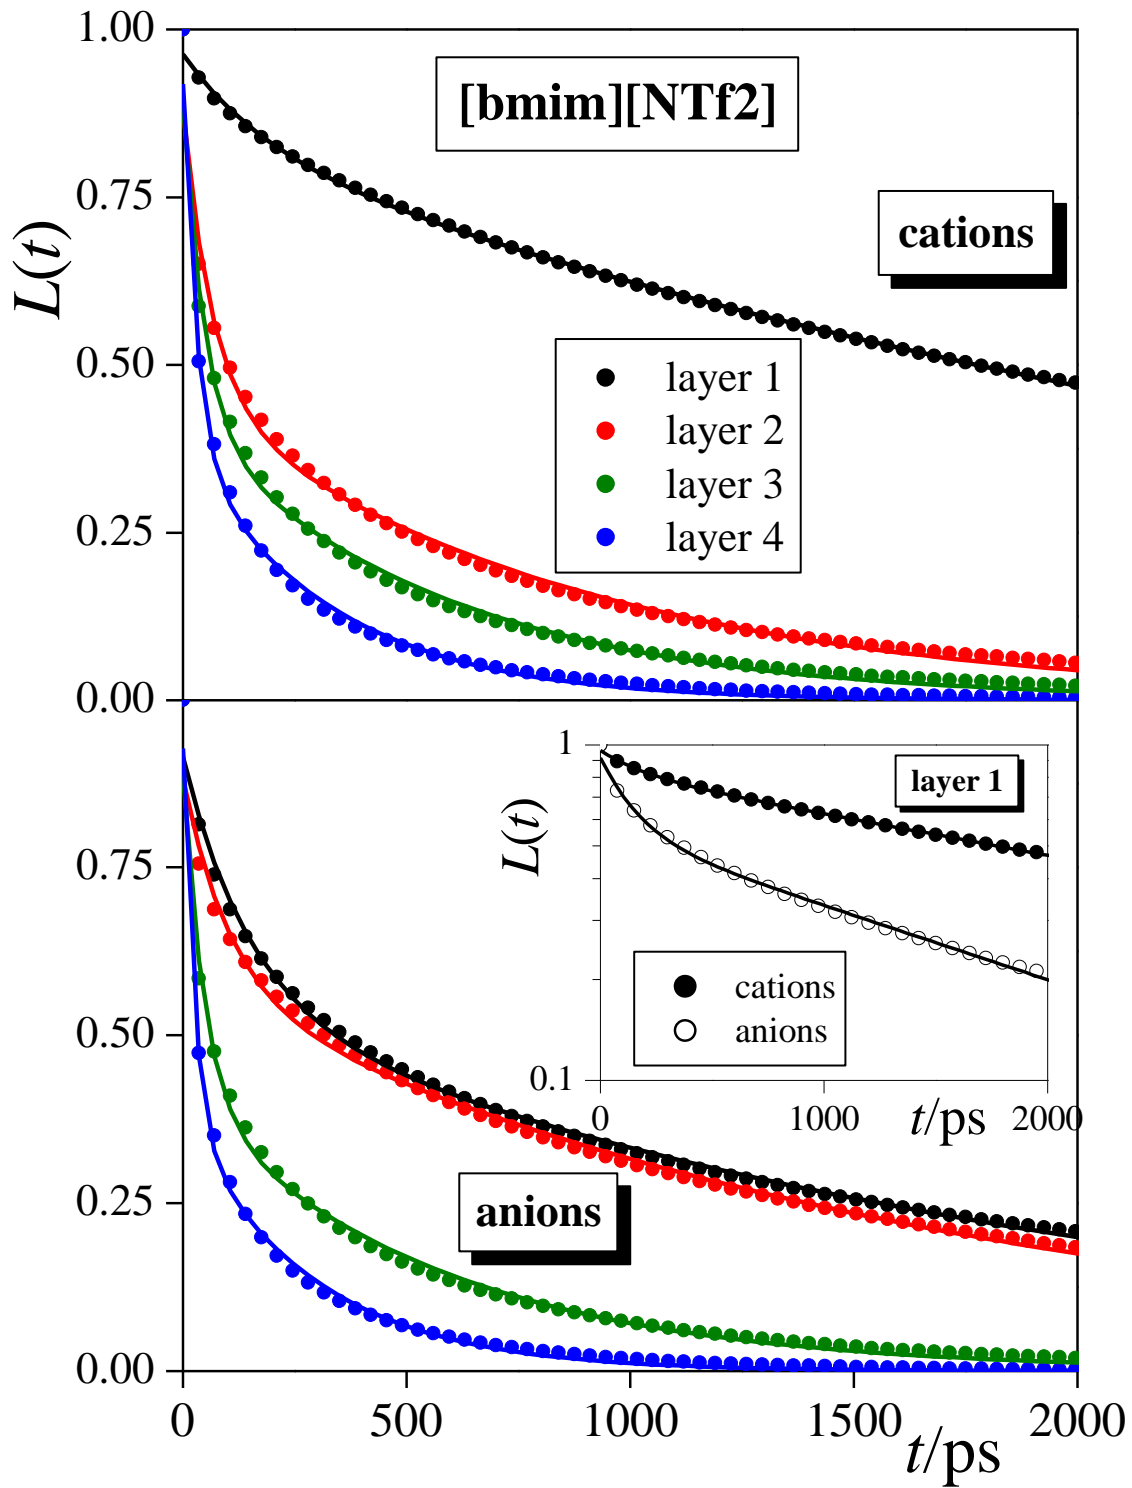 1.00
[bmim][NTf2]
cations
0.75
L(t)
0.50
layer 1
layer 2
layer 3
layer 4
0.25
0.00
1
layer 1
L(t)
0.75
cations
anions
0.50
0.1
0 1000 2000
t/ps
anions
0.25
0.00
0 500 1000 1500 2000
t/ps